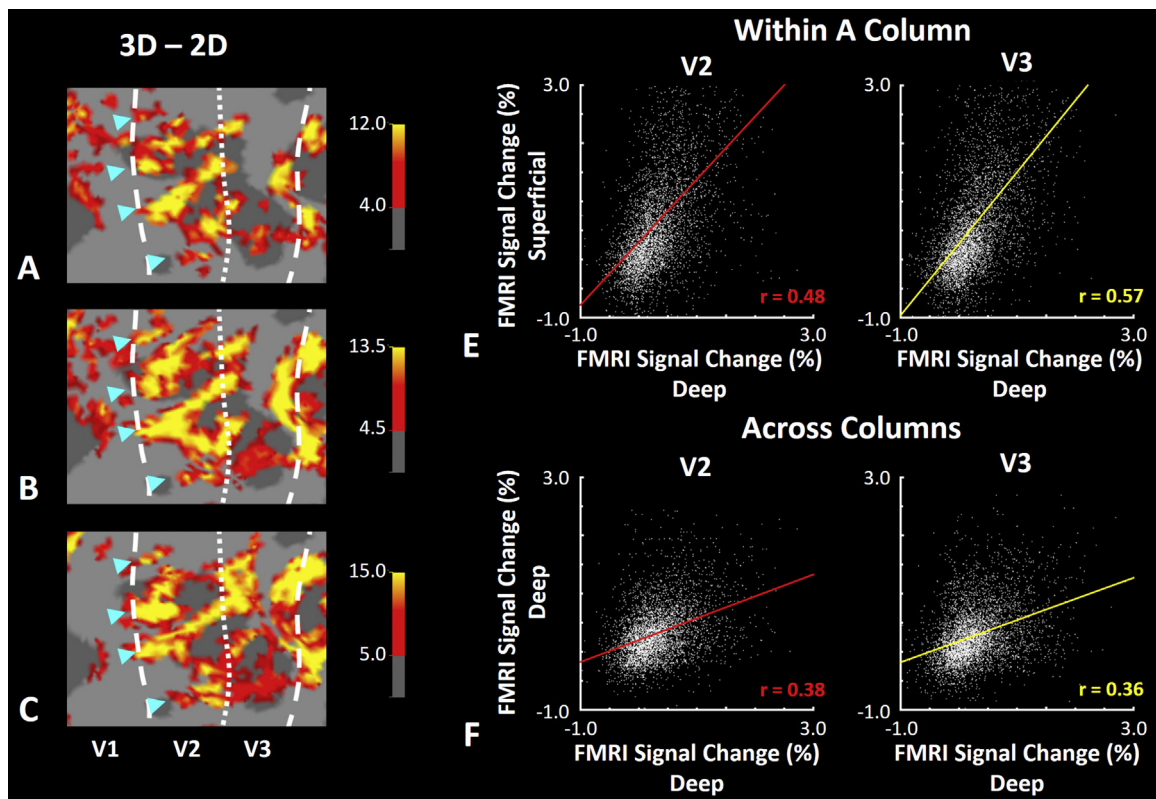 3D – 2D
12.0
4.0
A
13.5
4.5
B
15.0
5.0
C
V1 V2 V3
Within A Column
V2 V3
FMRI Signal Change (%)
Superficial
3.0
-1.0
r = 0.48
-1.0 3.0
FMRI Signal Change (%)
Deep
3.0
-1.0
r = 0.57
-1.0 3.0
FMRI Signal Change (%)
Deep
E
Across Columns
V2 V3
FMRI Signal Change (%)
Deep
3.0
-1.0
r = 0.38
-1.0 3.0
FMRI Signal Change (%)
Deep
3.0
-1.0
r = 0.36
-1.0 3.0
FMRI Signal Change (%)
Deep
F